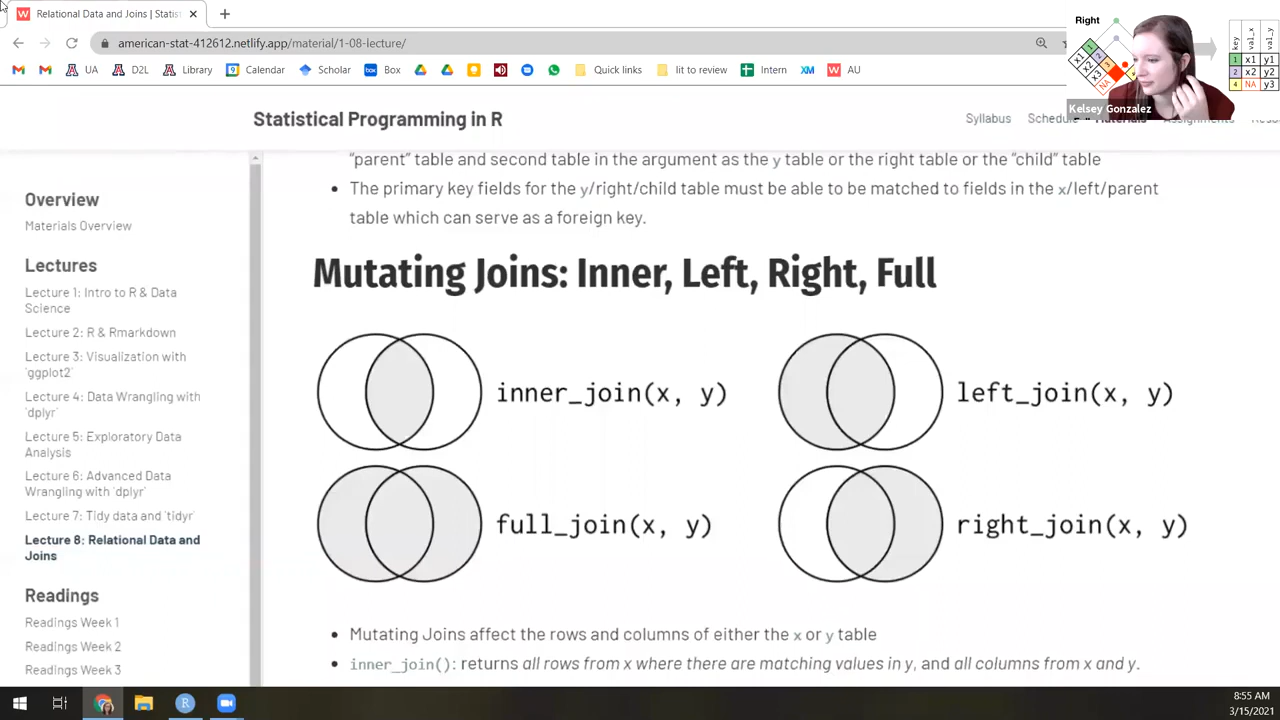 Relational Data and Joins | Statis
american-stat-412612.netlify.app/material/1-08-lecture/
UA
D2L
Library
Calendar
Scholar
Box
Quick links
lit to review
Intern
XM
AU
Right
x1
x2
x3
1
2
3
NA
Kelsey Gonzalez
key val_x val_y
1 x1 y1
2 x2 y2
4 NA y3
Statistical Programming in R
Syllabus
Schedule
Materials
Assignments
"parent" table and second table in the argument as the y table or the right table or the "child" table
• The primary key fields for the y/right/child table must be able to be matched to fields in the x/left/parent
table which can serve as a foreign key.
Overview
Materials Overview
Lectures
Lecture 1: Intro to R & Data
Science
Lecture 2: R & Rmarkdown
Lecture 3: Visualization with
`ggplot2`
Lecture 4: Data Wrangling with
`dplyr`
Lecture 5: Exploratory Data
Analysis
Lecture 6: Advanced Data
Wrangling with `dplyr`
Lecture 7: Tidy data and `tidyr`
Lecture 8: Relational Data and
Joins
Readings
Readings Week 1
Readings Week 2
Readings Week 3
Mutating Joins: Inner, Left, Right, Full
inner_join(x, y)
left_join(x, y)
full_join(x, y)
right_join(x, y)
• Mutating Joins affect the rows and columns of either the x or y table
• inner_join(): returns all rows from x where there are matching values in y, and all columns from x and y.
8:55 AM
3/15/2021